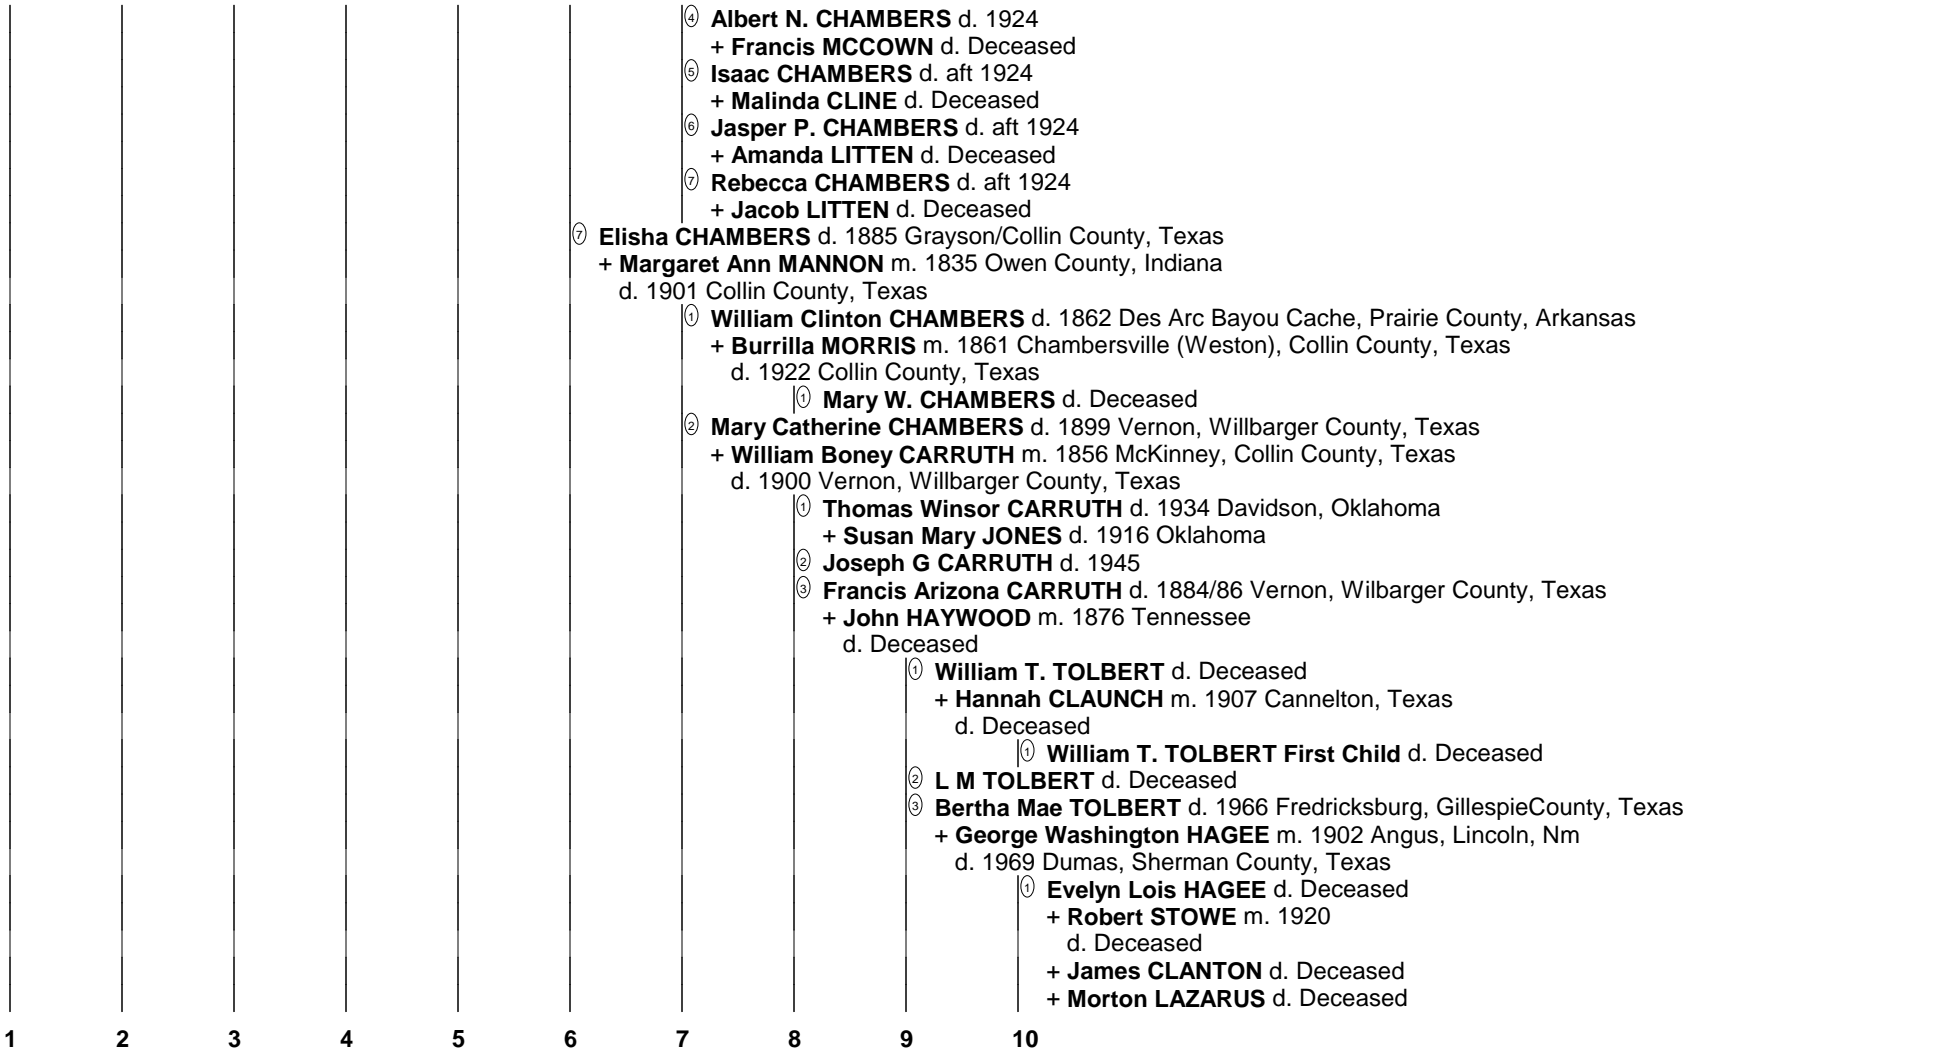 ④ Albert N. CHAMBERS d. 1924
+ Francis MCCOWN d. Deceased
⑤ Isaac CHAMBERS d. aft 1924
+ Malinda CLINE d. Deceased
⑥ Jasper P. CHAMBERS d. aft 1924
+ Amanda LITTEN d. Deceased
⑦ Rebecca CHAMBERS d. aft 1924
+ Jacob LITTEN d. Deceased
⑦ Elisha CHAMBERS d. 1885 Grayson/Collin County, Texas
+ Margaret Ann MANNON m. 1835 Owen County, Indiana
d. 1901 Collin County, Texas
① William Clinton CHAMBERS d. 1862 Des Arc Bayou Cache, Prairie County, Arkansas
+ Burrilla MORRIS m. 1861 Chambersville (Weston), Collin County, Texas
d. 1922 Collin County, Texas
① Mary W. CHAMBERS d. Deceased
② Mary Catherine CHAMBERS d. 1899 Vernon, Willbarger County, Texas
+ William Boney CARRUTH m. 1856 McKinney, Collin County, Texas
d. 1900 Vernon, Willbarger County, Texas
① Thomas Winsor CARRUTH d. 1934 Davidson, Oklahoma
+ Susan Mary JONES d. 1916 Oklahoma
② Joseph G CARRUTH d. 1945
③ Francis Arizona CARRUTH d. 1884/86 Vernon, Wilbarger County, Texas
+ John HAYWOOD m. 1876 Tennessee
d. Deceased
① William T. TOLBERT d. Deceased
+ Hannah CLAUNCH m. 1907 Cannelton, Texas
d. Deceased
① William T. TOLBERT First Child d. Deceased
② L M TOLBERT d. Deceased
③ Bertha Mae TOLBERT d. 1966 Fredricksburg, GillespieCounty, Texas
+ George Washington HAGEE m. 1902 Angus, Lincoln, Nm
d. 1969 Dumas, Sherman County, Texas
① Evelyn Lois HAGEE d. Deceased
+ Robert STOWE m. 1920
d. Deceased
+ James CLANTON d. Deceased
+ Morton LAZARUS d. Deceased
1 2 3 4 5 6 7 8 9 10